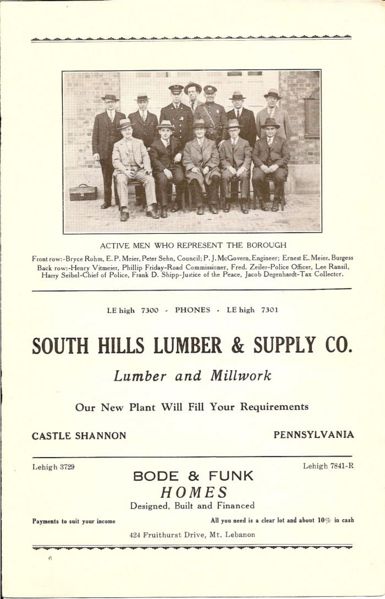 ACTIVE MEN WHO REPRESENT THE BOROUGH
Front row:-Bryce Rohm, E. P. Meier, Peter Sehn, Council; P. J. McGovern, Engineer; Ernest E. Meier, Burgess
Back row:-Henry Vitmeier, Phillip Friday-Road Commissioner, Fred. Zeiler-Police Officer, Lee Ransil,
Harry Seibel-Chief of Police, Frank D. Shipp-Justice of the Peace, Jacob Degenhardt-Tax Collector.
LE high 7300 - PHONES - LE high 7301
SOUTH HILLS LUMBER & SUPPLY CO.
Lumber and Millwork
Our New Plant Will Fill Your Requirements
CASTLE SHANNON PENNSYLVANIA
Lehigh 3729 Lehigh 7841-R
BODE & FUNK
HOMES
Designed, Built and Financed
Payments to suit your income All you need is a clear lot and about 10% in cash
424 Fruithurst Drive, Mt. Lebanon
6